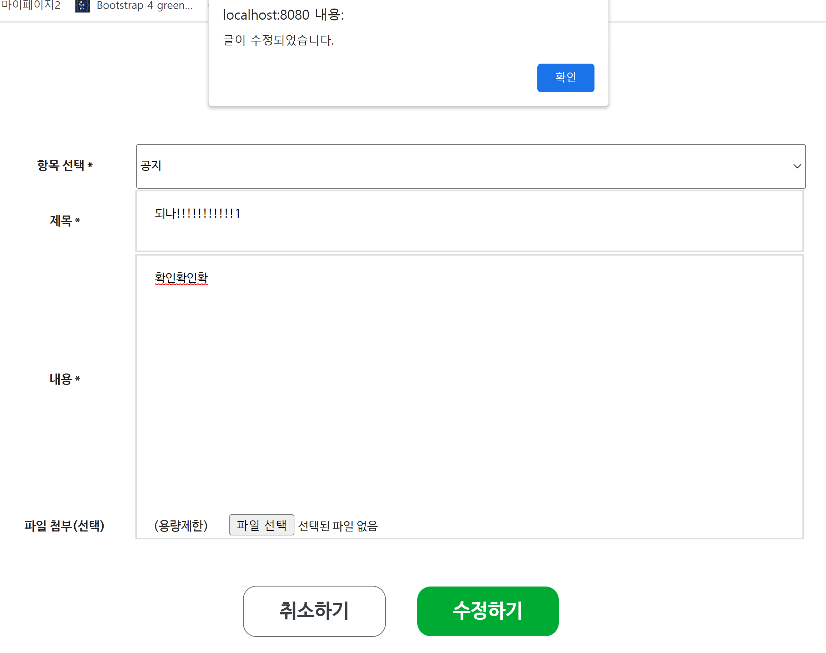 마이페이지2 Bootstrap 4 green...
localhost:8080 내용:
글이 수정되었습니다.
확인
항목 선택 * 공지
제목 * 되나!!!!!!!!!!!1
확인확인확
내용 *
파일 첨부(선택) (용량제한) 파일 선택 선택된 파일 없음
취소하기 수정하기